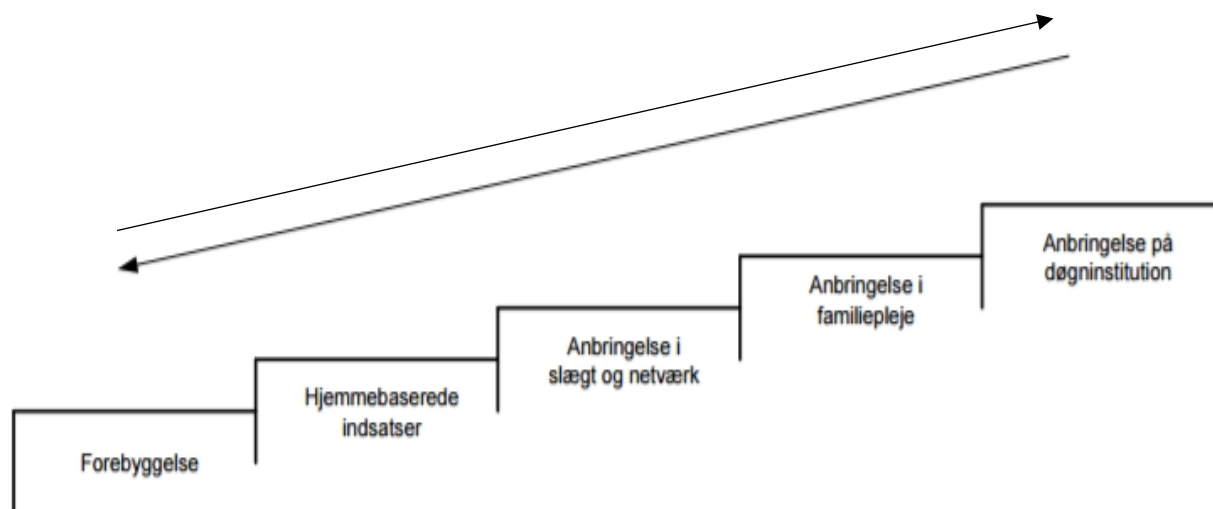 Forebyggelse
Hjemmebaserede
indsatser
Anbringelse i
slægt og netværk
Anbringelse i
familiepleje
Anbringelse på
døgninstitution